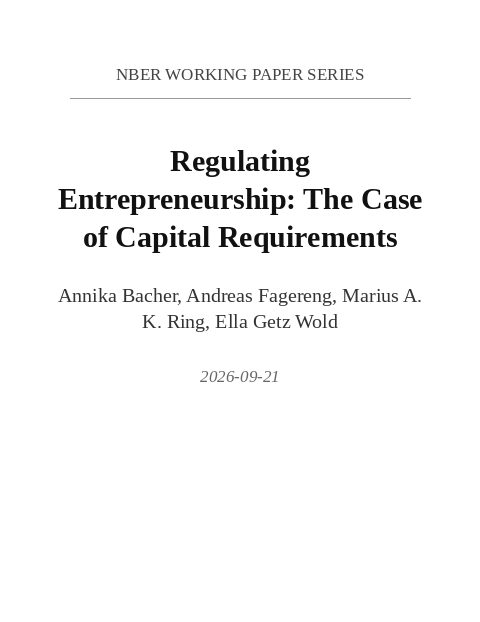 NBER WORKING PAPER SERIES
Regulating
Entrepreneurship: The Case
of Capital Requirements
Annika Bacher, Andreas Fagereng, Marius A.
K. Ring, Ella Getz Wold
2026-09-21